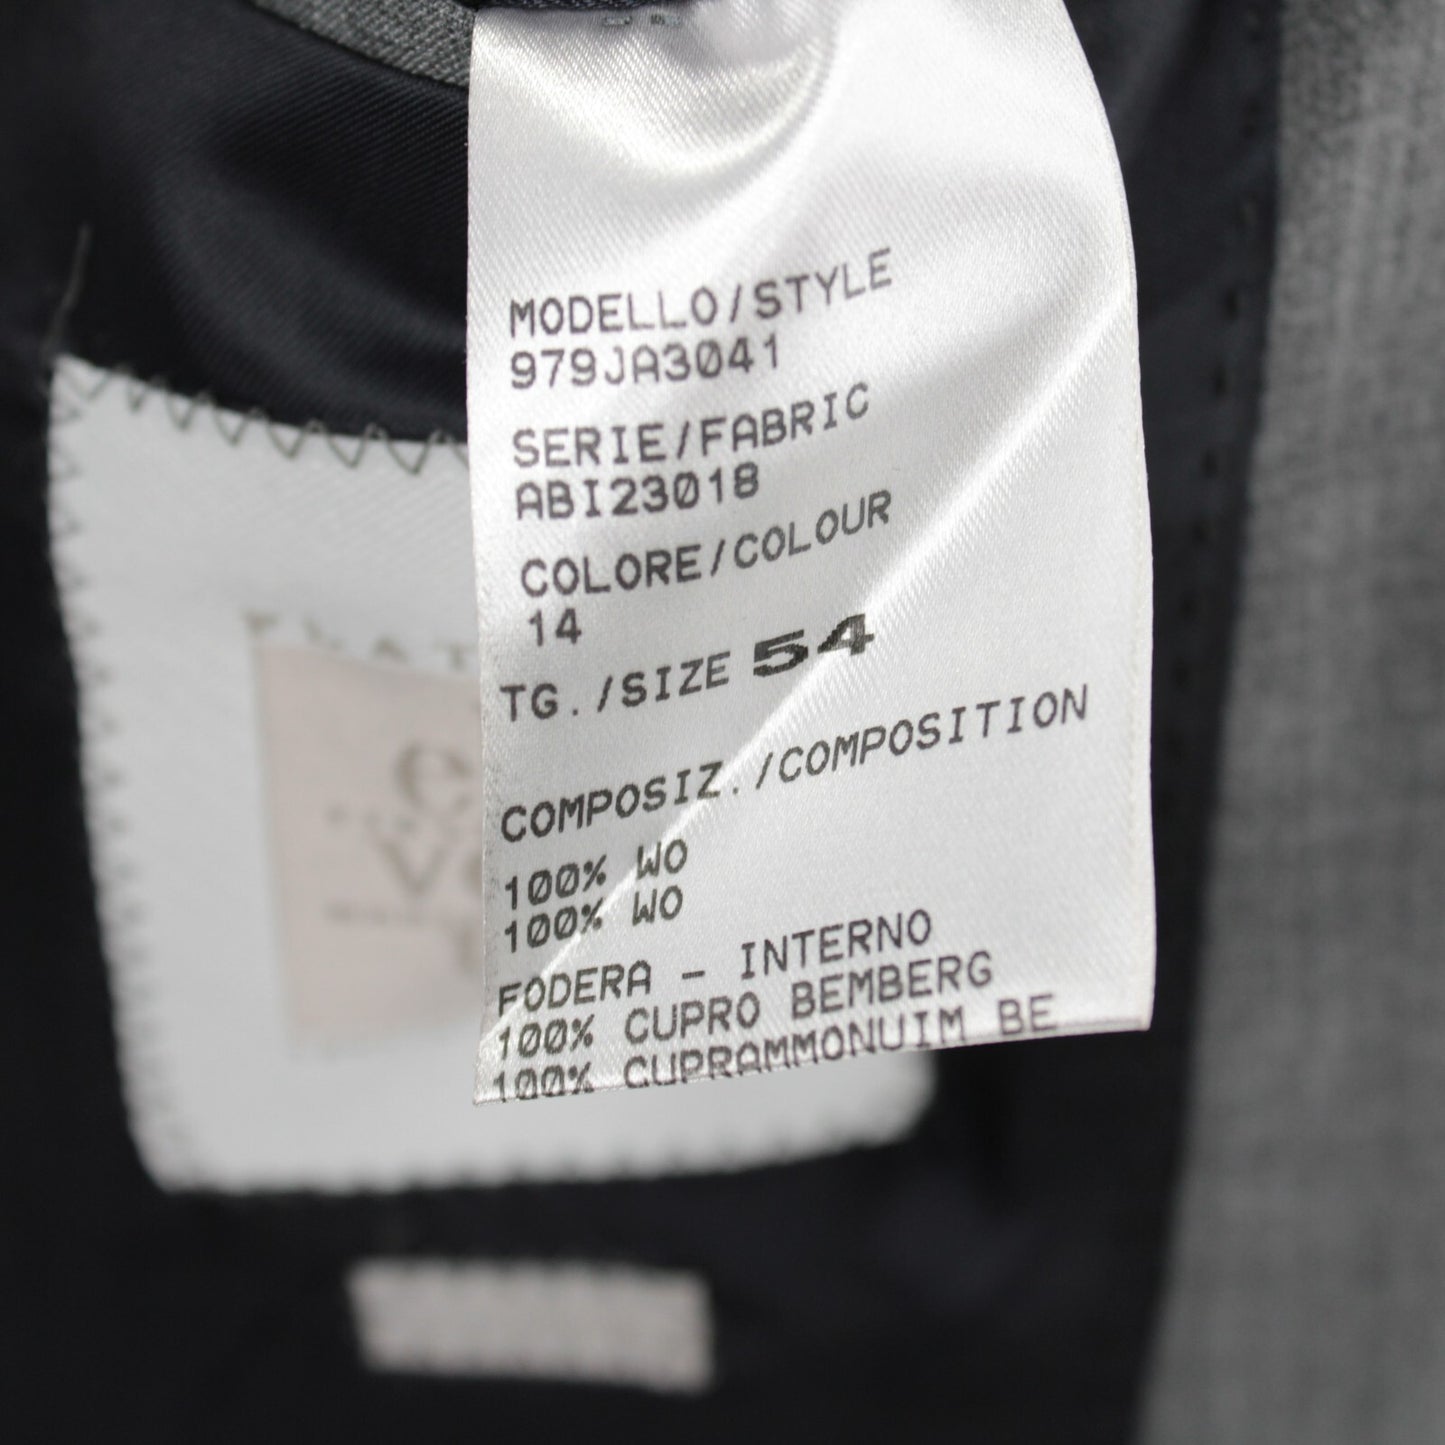 MODELLO/STYLE
979JA3041
SERIE/FABRIC
ABI23018
COLORE/COLOUR
14
TG./SIZE 54
COMPOSIZ./COMPOSITION
100% WO
100% WO
FODERA - INTERNO
100% CUPRO BEMBERG
100% CUPRAMMONUIM BE